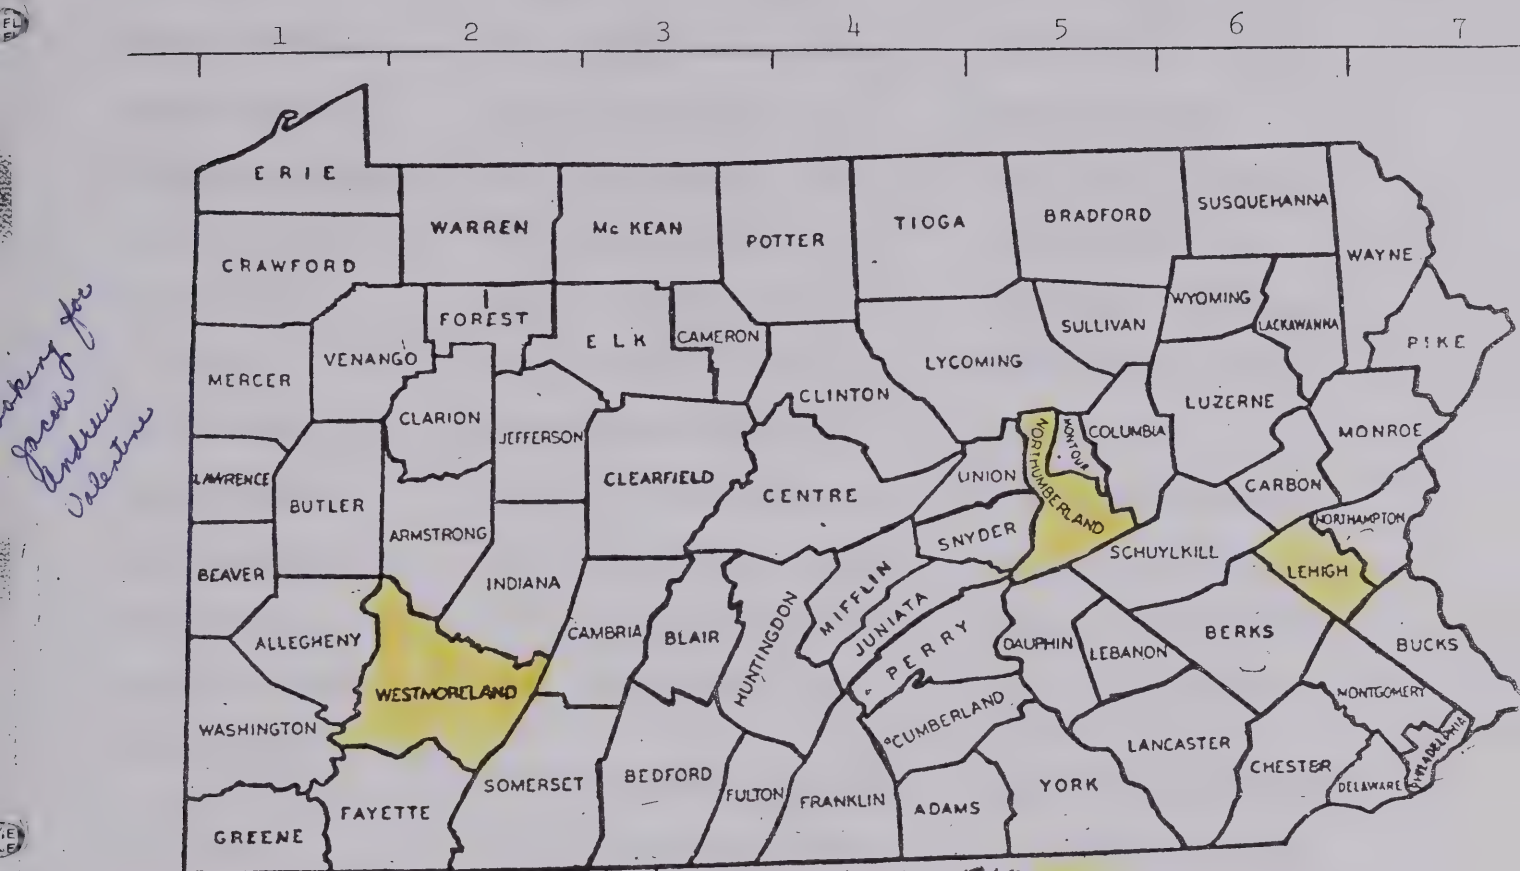 1 2 3 4 5 6 7
ERIE
WARREN
Mc KEAN
POTTER
TIOGA
BRADFORD
SUSQUEHANNA
WAYNE
CRAWFORD
FOREST
VENANGO
ELK
CAMERON
SULLIVAN
WYOMING
LACKAWANNA
PIKE
MERCER
CLARION
JEFFERSON
CLINTON
LYCOMING
LUZERNE
MONROE
for
Jacob
Andrew
Valentine
LAWRENCE
BUTLER
ARMSTRONG
CLEARFIELD
CENTRE
UNION
NORTHUMBERLAND
MONTOUR
COLUMBIA
CARBON
NORTHAMPTON
BEAVER
INDIANA
SNYDER
SCHUYLKILL
LEHIGH
ALLEGHENY
WESTMORELAND
CAMBRIA
BLAIR
HUNTINGDON
MIFFLIN
JUNIATA
PERRY
DAUPHIN
LEBANON
BERKS
BUCKS
WASHINGTON
CUMBERLAND
LANCASTER
MONTGOMERY
PHILADELPHIA
GREENE
FAYETTE
SOMERSET
BEDFORD
FULTON
FRANKLIN
ADAMS
YORK
CHESTER
DELAWARE